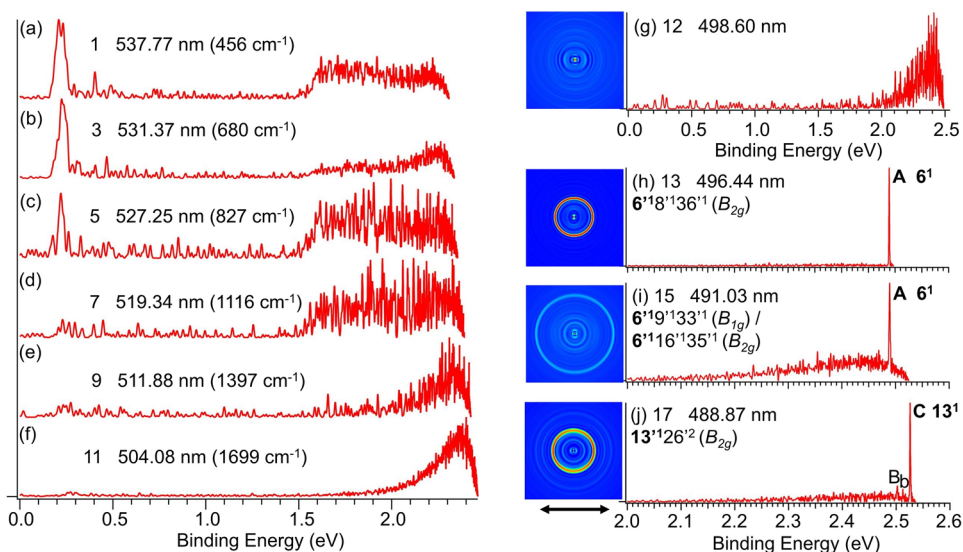 (a)
1 537.77 nm (456 cm⁻¹)
(b)
3 531.37 nm (680 cm⁻¹)
(c)
5 527.25 nm (827 cm⁻¹)
(d)
7 519.34 nm (1116 cm⁻¹)
(e)
9 511.88 nm (1397 cm⁻¹)
(f)
11 504.08 nm (1699 cm⁻¹)
0.0 0.5 1.0 1.5 2.0
Binding Energy (eV)
(g) 12 498.60 nm
0.0 0.5 1.0 1.5 2.0 2.5
Binding Energy (eV)
(h) 13 496.44 nm
6'¹8'¹36'¹ (B2g)
A 6¹
(i) 15 491.03 nm
6'¹9'¹33'¹ (B1g) /
6'¹16'¹35'¹ (B2g)
A 6¹
(j) 17 488.87 nm
13'¹26'² (B2g)
C 13¹
B
b
2.0 2.1 2.2 2.3 2.4 2.5 2.6
Binding Energy (eV)